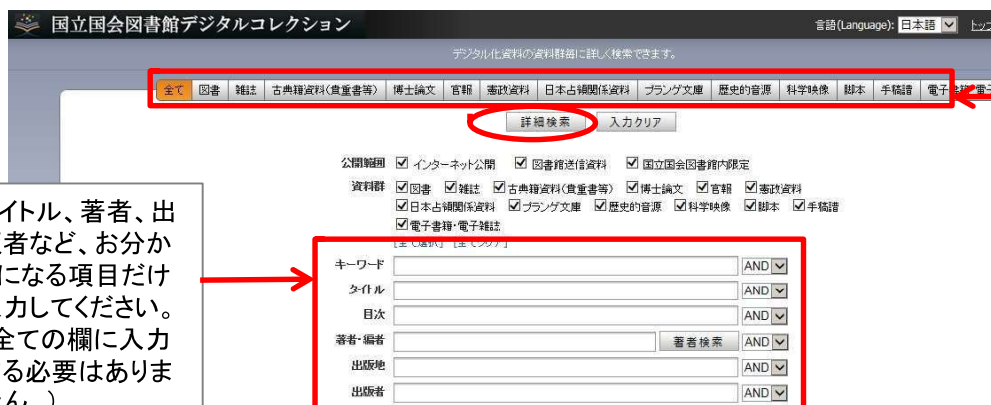 国立国会図書館デジタルコレクション
言語(Language): 日本語
デジタル化資料の資料群毎に詳しく検索できます。
全て 図書 雑誌 古典籍資料(貴重書等) 博士論文 官報 憲政資料 日本占領関係資料 プランゲ文庫 歴史的音源 科学映像 脚本 手稿譜
詳細検索 入力クリア
公開範囲 インターネット公開 図書館送信資料 国立国会図書館内限定
資料群 図書 雑誌 古典籍資料(貴重書等) 博士論文 官報 憲政資料
日本占領関係資料 プランゲ文庫 歴史的音源 科学映像 脚本 手稿譜
電子書籍・電子雑誌
[全て選択] [全てクリア]
イトル、著者、出
者など、お分か
になる項目だけ
力してください。
全ての欄に入力
る必要はありま
ん。)
キーワード AND
タイトル AND
目次 AND
著者・編者 著者検索 AND
出版地 AND
出版者 AND